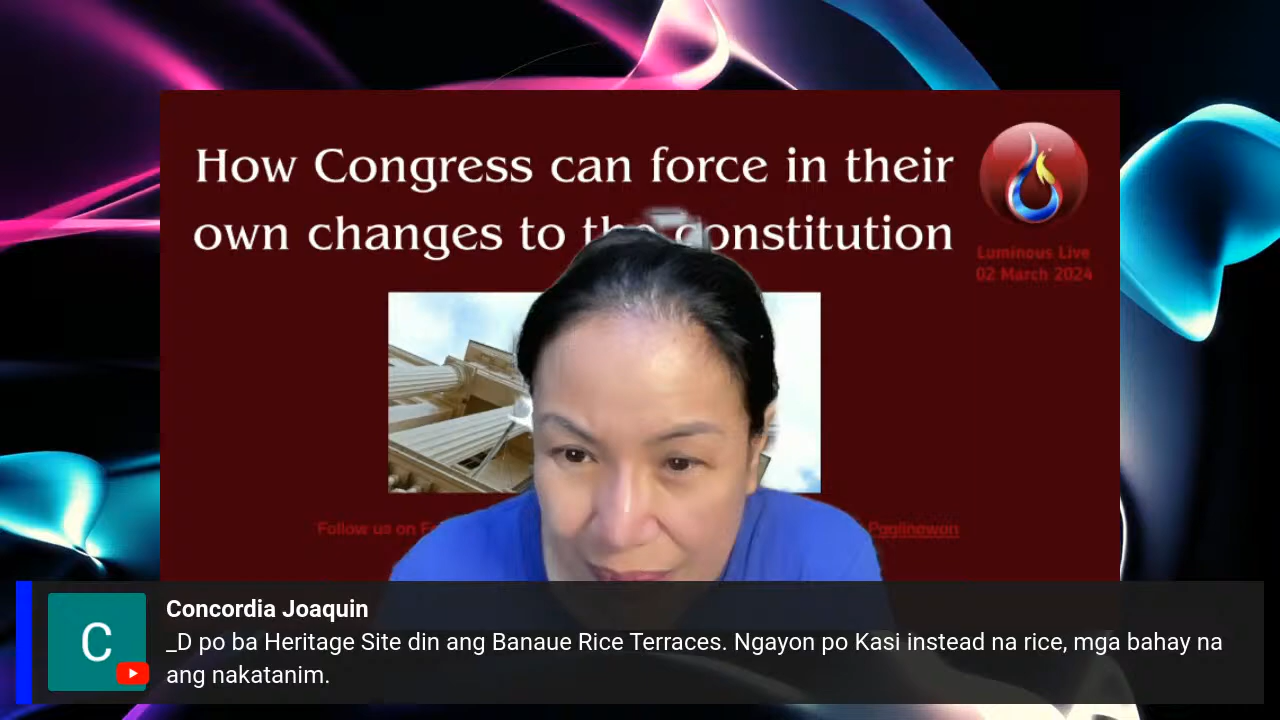 How Congress can force in their
own changes to the constitution
Luminous Live
02 March 2024
Follow us on
Paglinawan
Concordia Joaquin
_D po ba Heritage Site din ang Banaue Rice Terraces. Ngayon po Kasi instead na rice, mga bahay na
ang nakatanim.
C